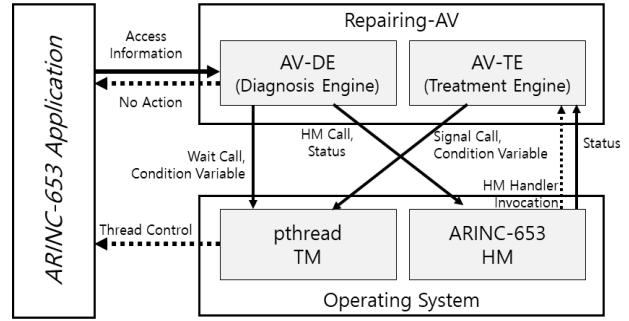 ARINC-653 Application
Repairing-AV
Access
Information
No Action
AV-DE
(Diagnosis Engine)
AV-TE
(Treatment Engine)
HM Call,
Status
Signal Call,
Condition Variable
Status
Wait Call,
Condition Variable
HM Handler
Invocation
Thread Control
pthread
TM
ARINC-653
HM
Operating System